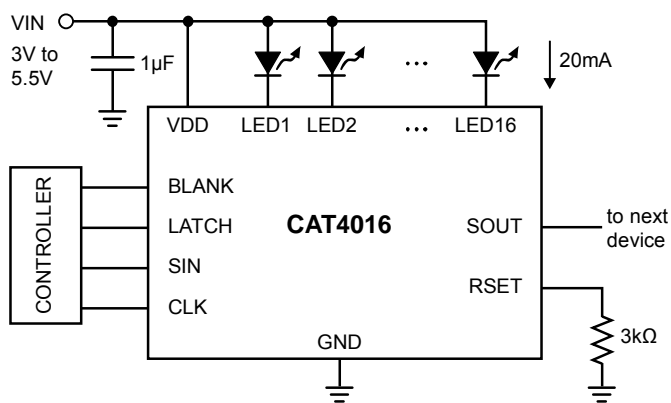 VIN
3V to
5.5V
1µF
...
20mA
VDD LED1 LED2 ... LED16
CONTROLLER
BLANK
LATCH
SIN
CLK
CAT4016
SOUT
RSET
GND
to next
device
3kΩ